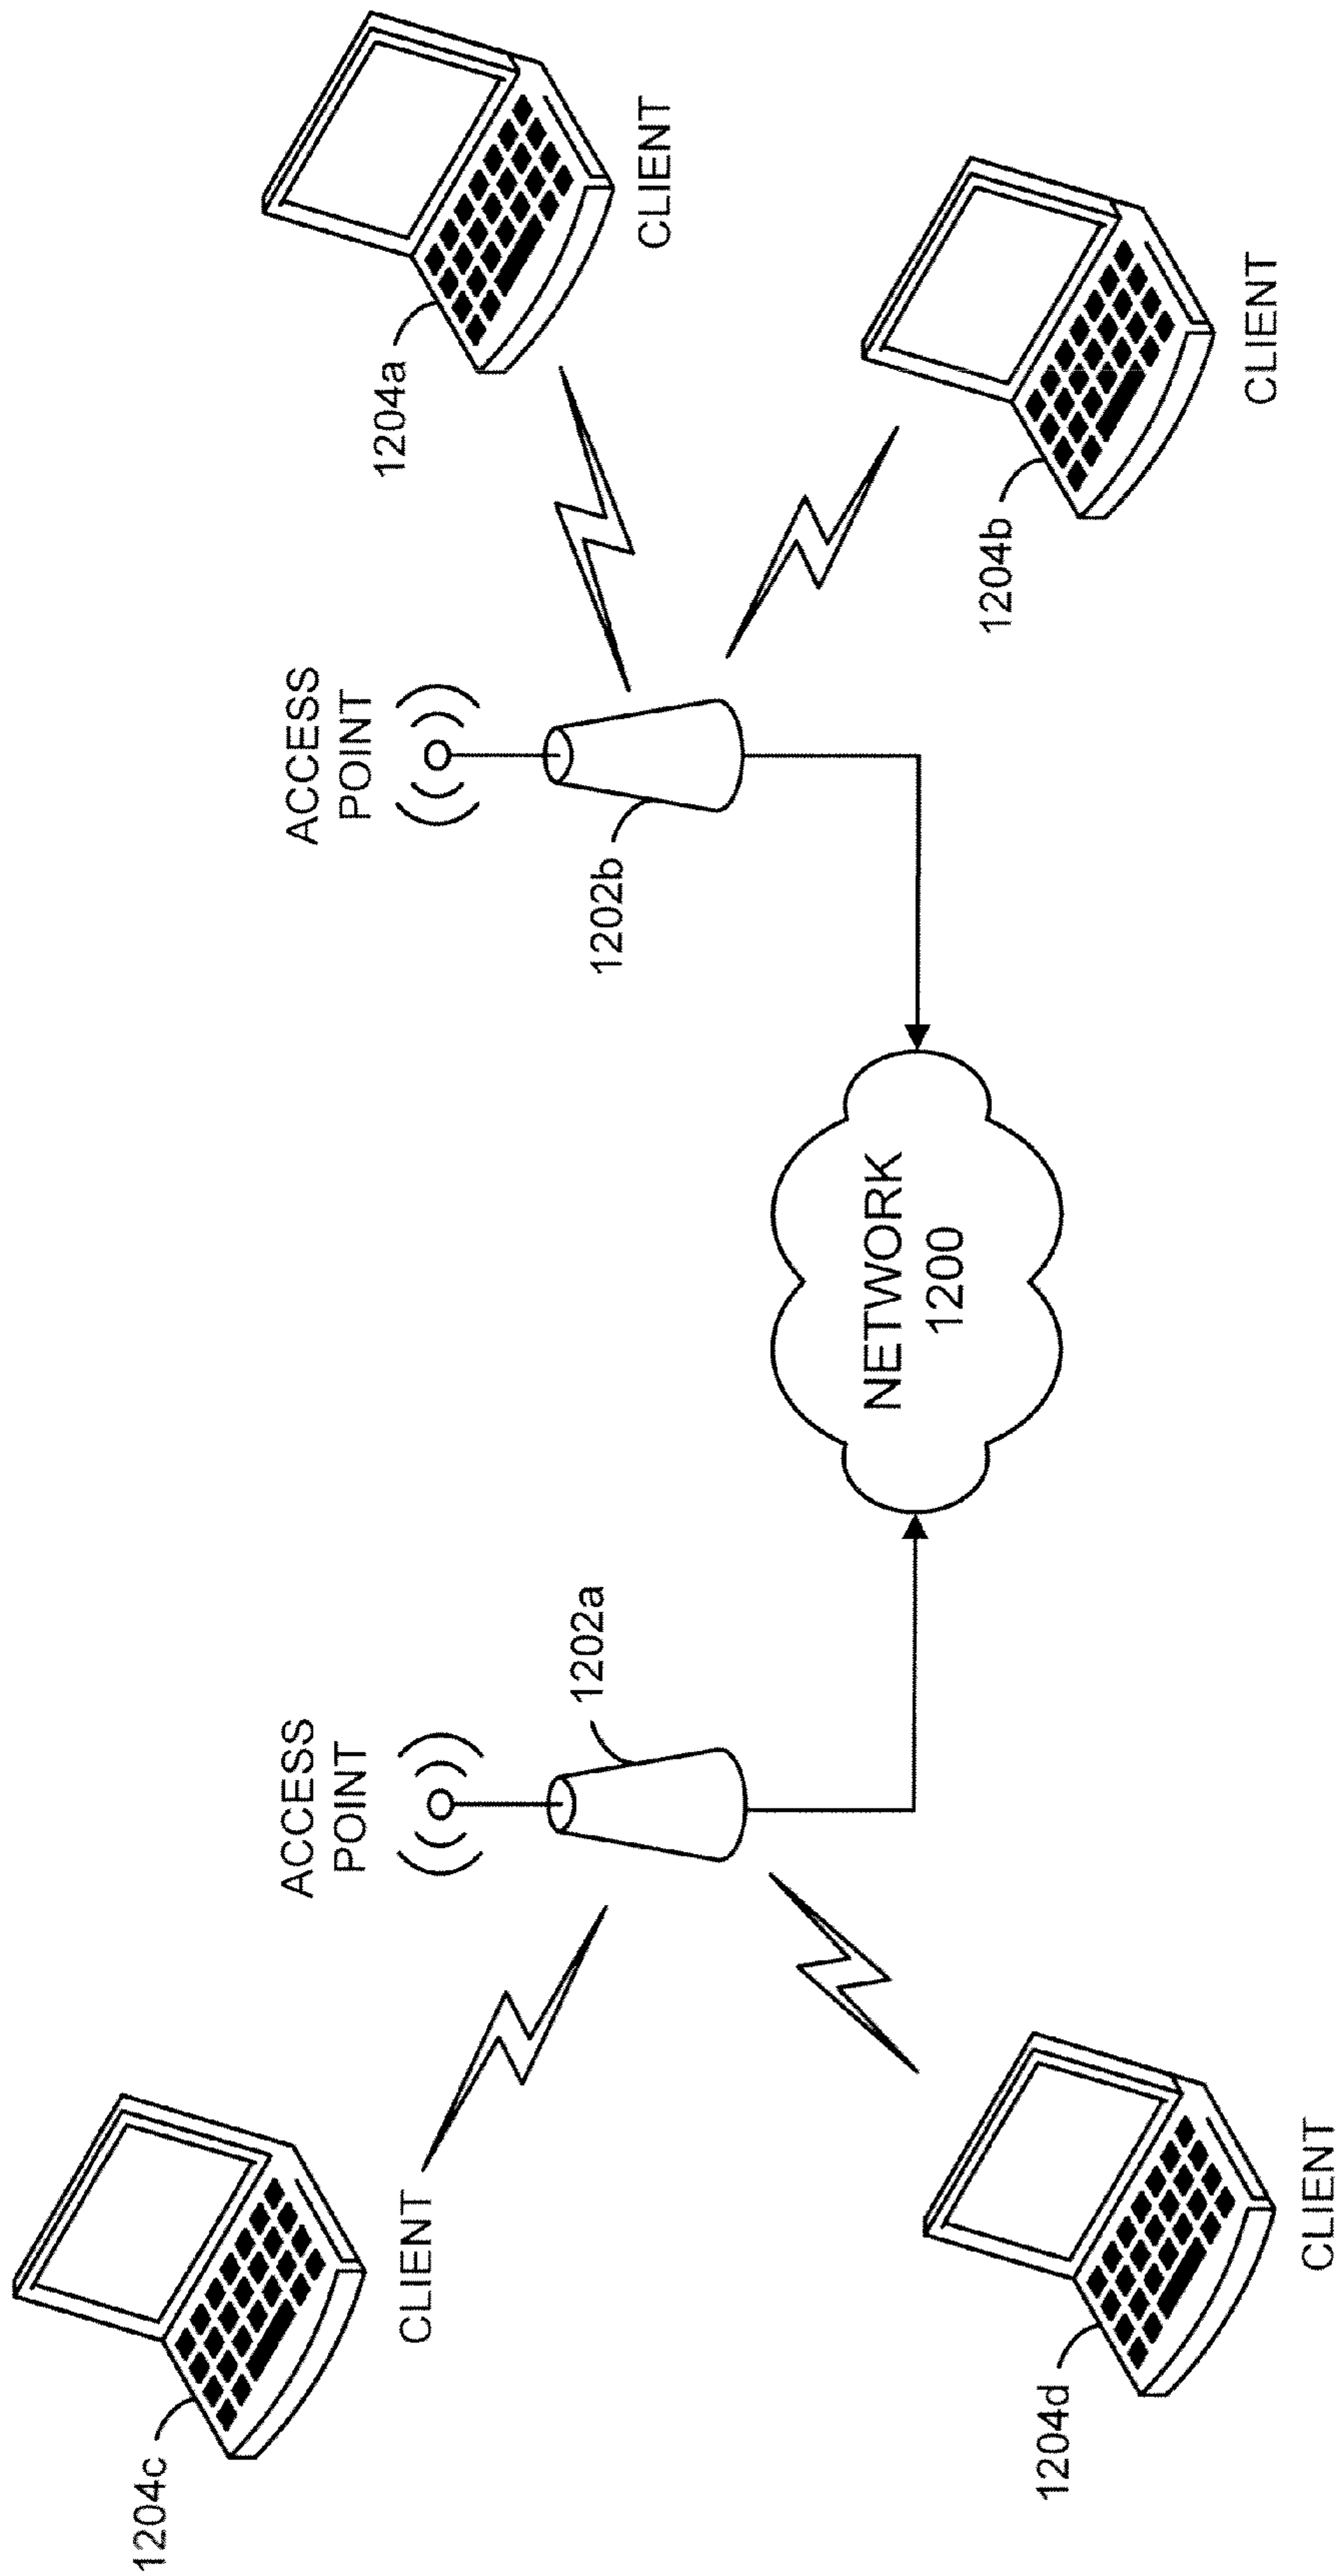 1204c
CLIENT
ACCESS
POINT
1202a
1204d
CLIENT
NETWORK
1200
ACCESS
POINT
1202b
1204a
CLIENT
1204b
CLIENT